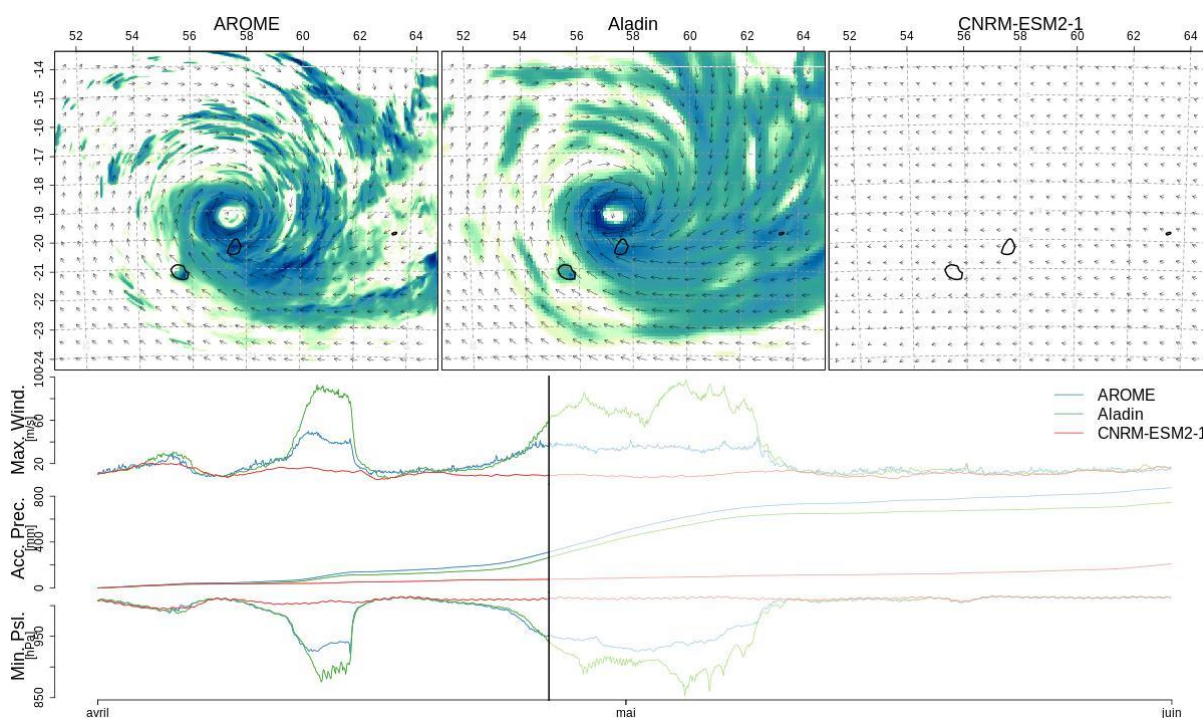 AROME Aladin CNRM-ESM2-1
52 54 56 58 60 62 64 52 54 56 58 60 62 64 52 54 56 58 60 62 64
-14
-15
-16
-17
-18
-19
-20
-21
-22
-23
-24
100
60
20
Max. Wind.
[m/s]
AROME
Aladin
CNRM-ESM2-1
800
400
0
Acc. Prec.
[mm]
950
850
Min. Psl.
[hPa]
avril mai juin